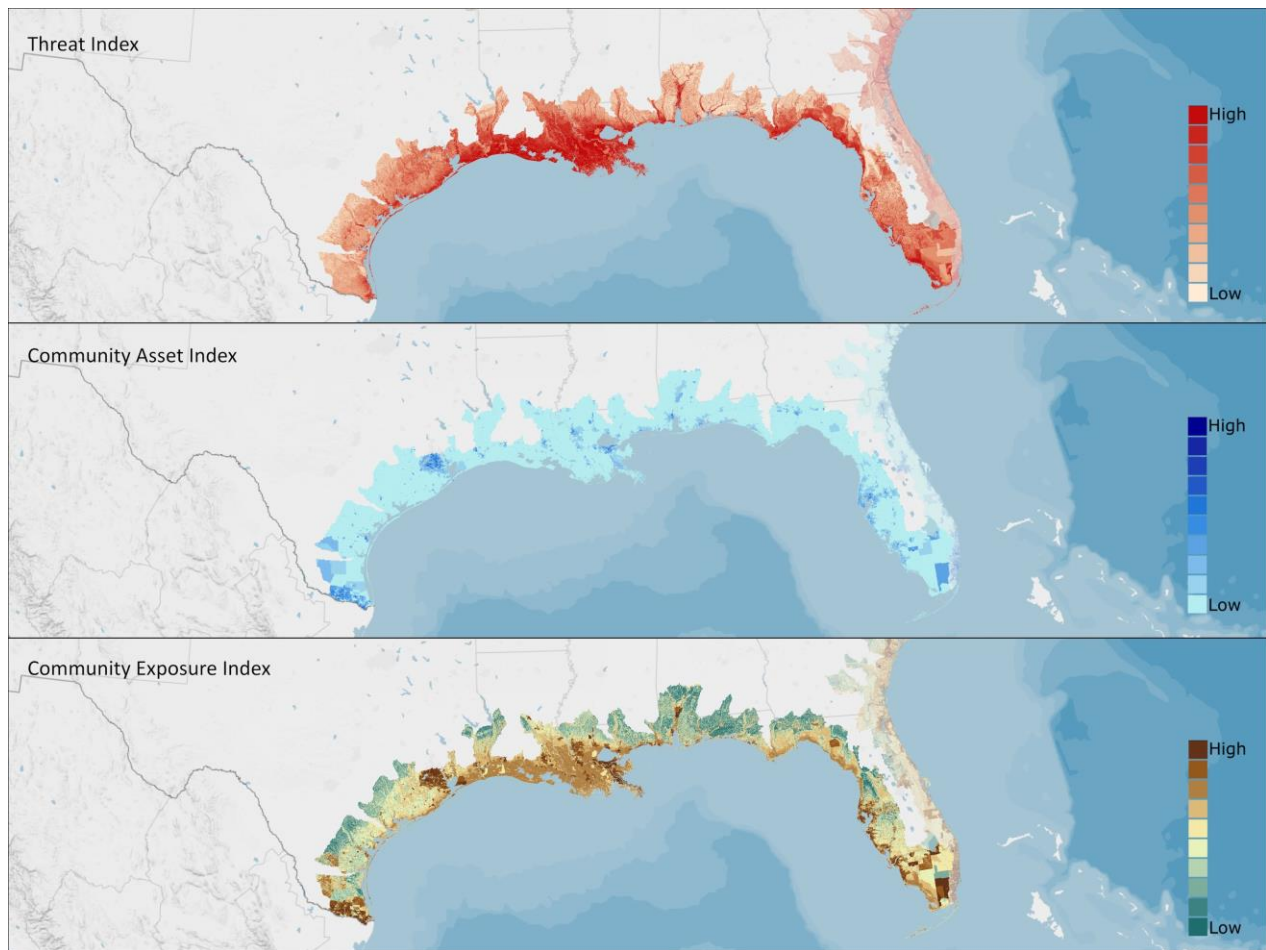 Threat Index
High
Low
Community Asset Index
High
Low
Community Exposure Index
High
Low